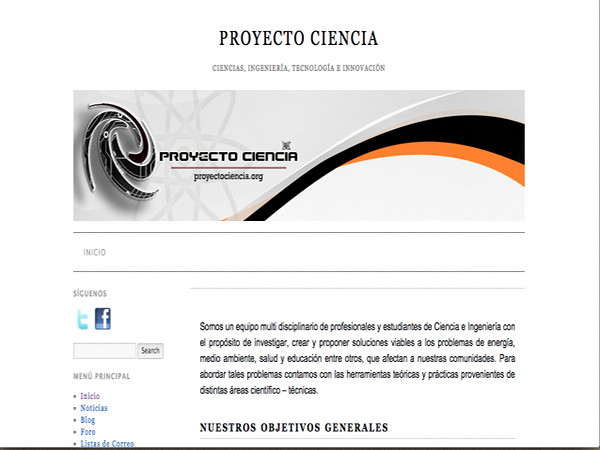 PROYECTO CIENCIA
CIENCIAS, INGENIERÍA, TECNOLOGÍA E INNOVACIÓN
PROYECTO CIENCIA
proyectociencia.org
INICIO
SÍGUENOS
Search
MENÚ PRINCIPAL
Inicio
Noticias
Blog
Foro
Listas de Correo
Somos un equipo multi disciplinario de profesionales y estudiantes de Ciencia e Ingeniería con
el propósito de investigar, crear y proponer soluciones viables a los problemas de energía,
medio ambiente, salud y educación entre otros, que afectan a nuestras comunidades. Para
abordar tales problemas contamos con las herramientas teóricas y prácticas provenientes de
distintas áreas científico – técnicas.
NUESTROS OBJETIVOS GENERALES